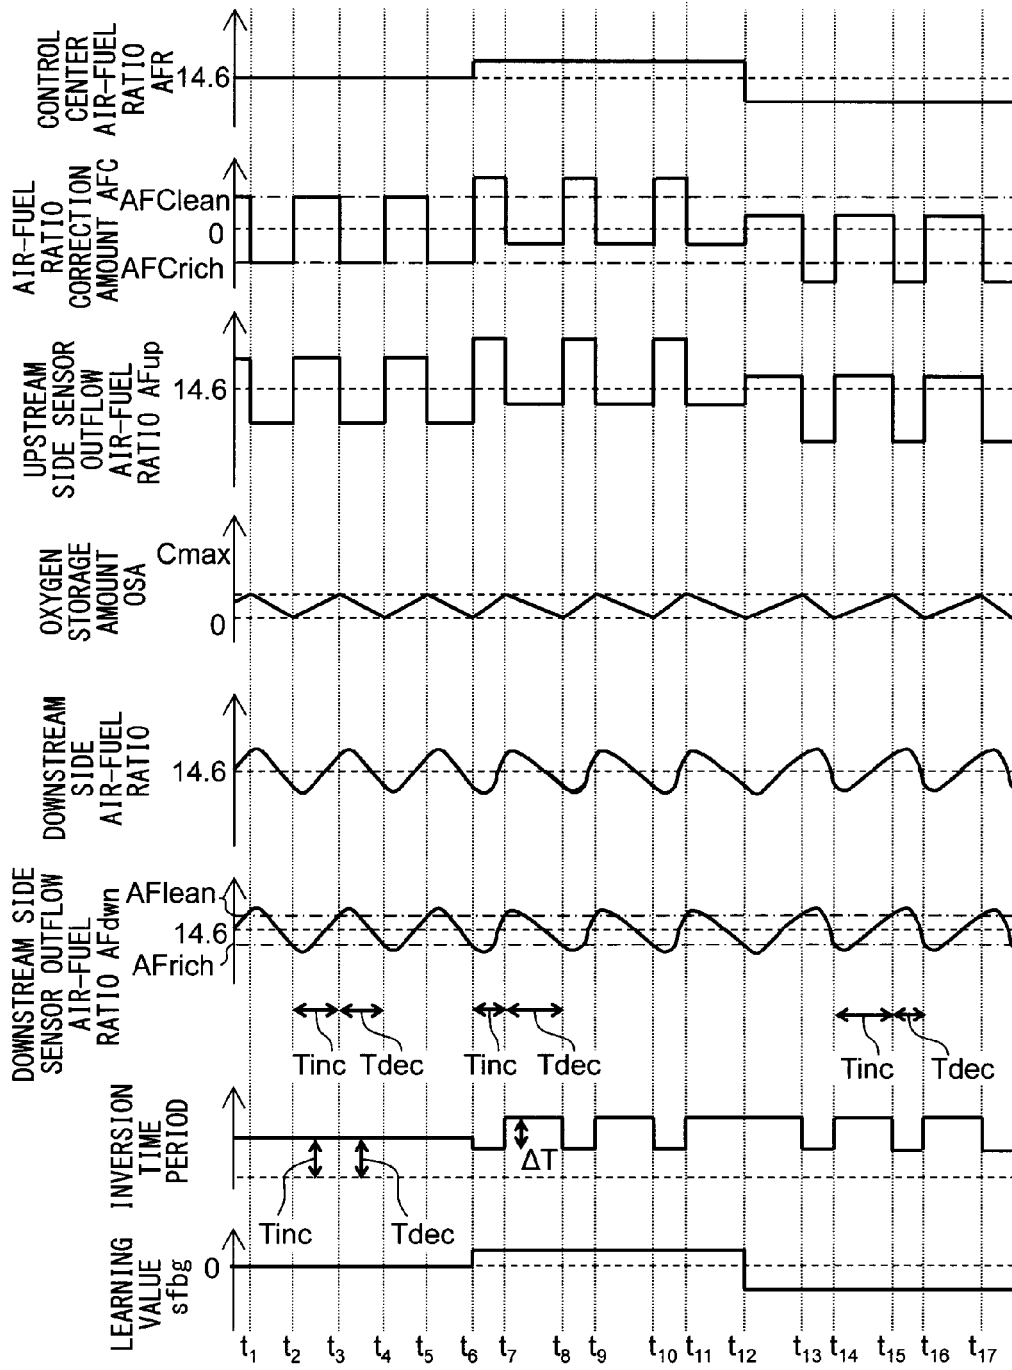 CONTROL
CENTER
AIR-FUEL
RATIO
AFR
14.6
AIR-FUEL
RATIO
CORRECTION
AMOUNT AFC
AFClean
0
AFCrich
UPSTREAM
SIDE SENSOR
OUTFLOW
AIR-FUEL
RATIO AFup
14.6
OXYGEN
STORAGE
AMOUNT
OSA
Cmax
0
DOWNSTREAM
SIDE
AIR-FUEL
RATIO
14.6
DOWNSTREAM SIDE
SENSOR OUTFLOW
AIR-FUEL
RATIO AFdwn
AFlean
14.6
AFrich
Tinc Tdec Tinc Tdec Tinc Tdec
INVERSION
TIME
PERIOD
ΔT
Tinc Tdec
LEARNING
VALUE
sfbg
0
t1 t2 t3 t4 t5 t6 t7 t8 t9 t10 t11 t12 t13 t14 t15 t16 t17